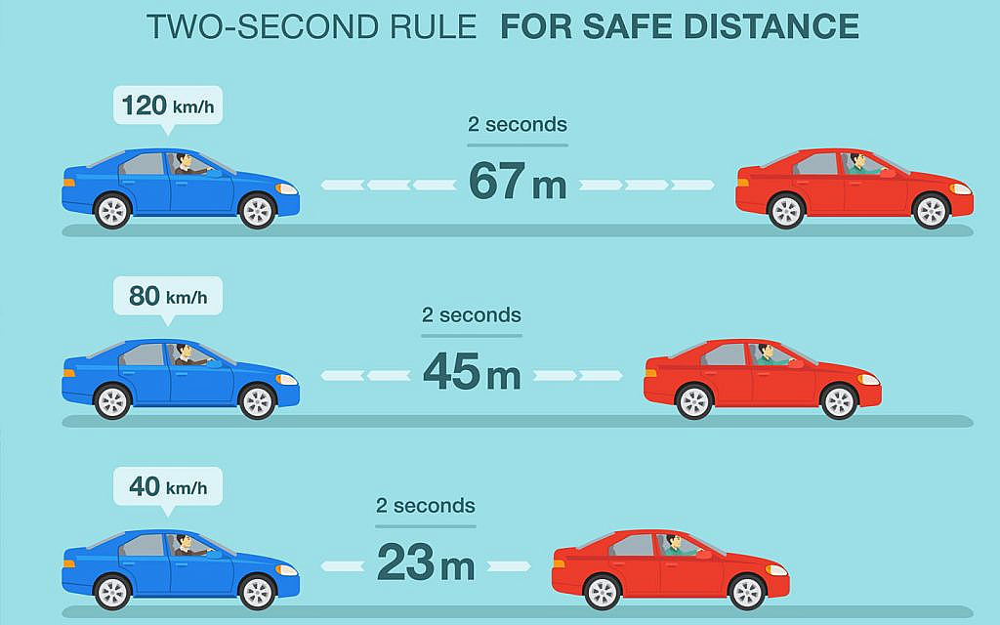 TWO-SECOND RULE FOR SAFE DISTANCE
120 km/h
2 seconds
67 m
80 km/h
2 seconds
45 m
40 km/h
2 seconds
23 m